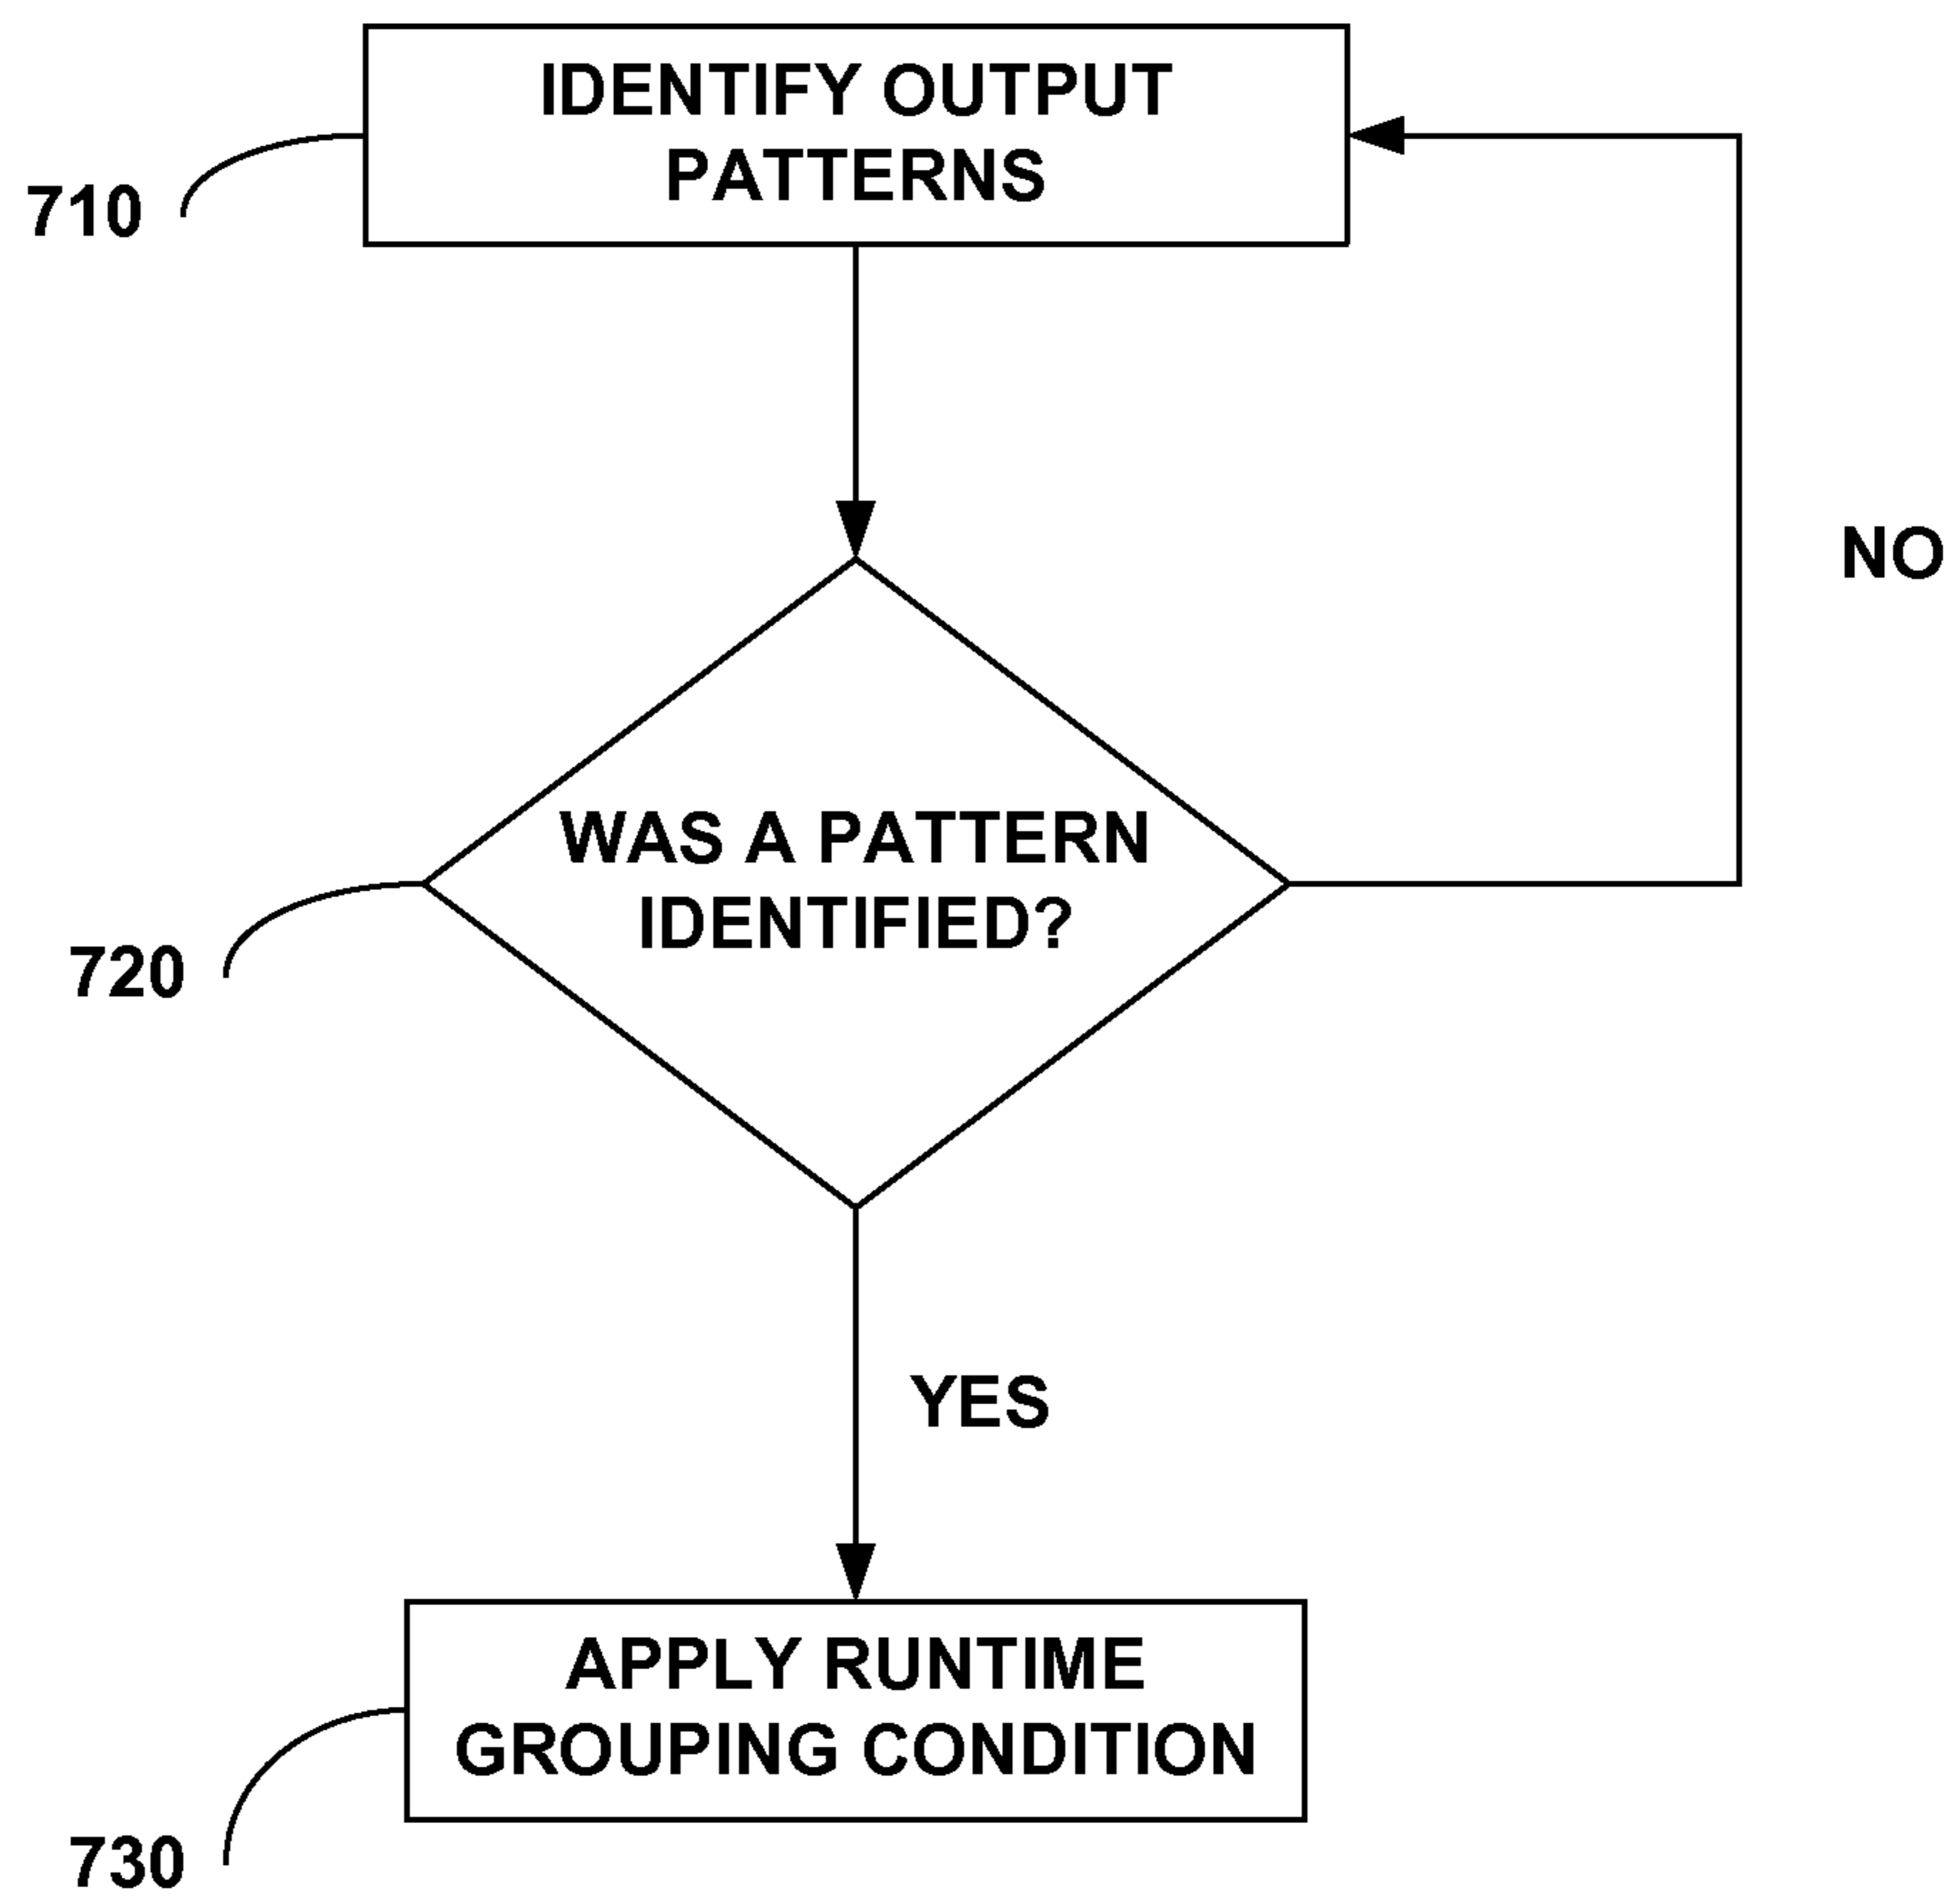 IDENTIFY OUTPUT
PATTERNS
710
NO
WAS A PATTERN
IDENTIFIED?
720
YES
APPLY RUNTIME
GROUPING CONDITION
730